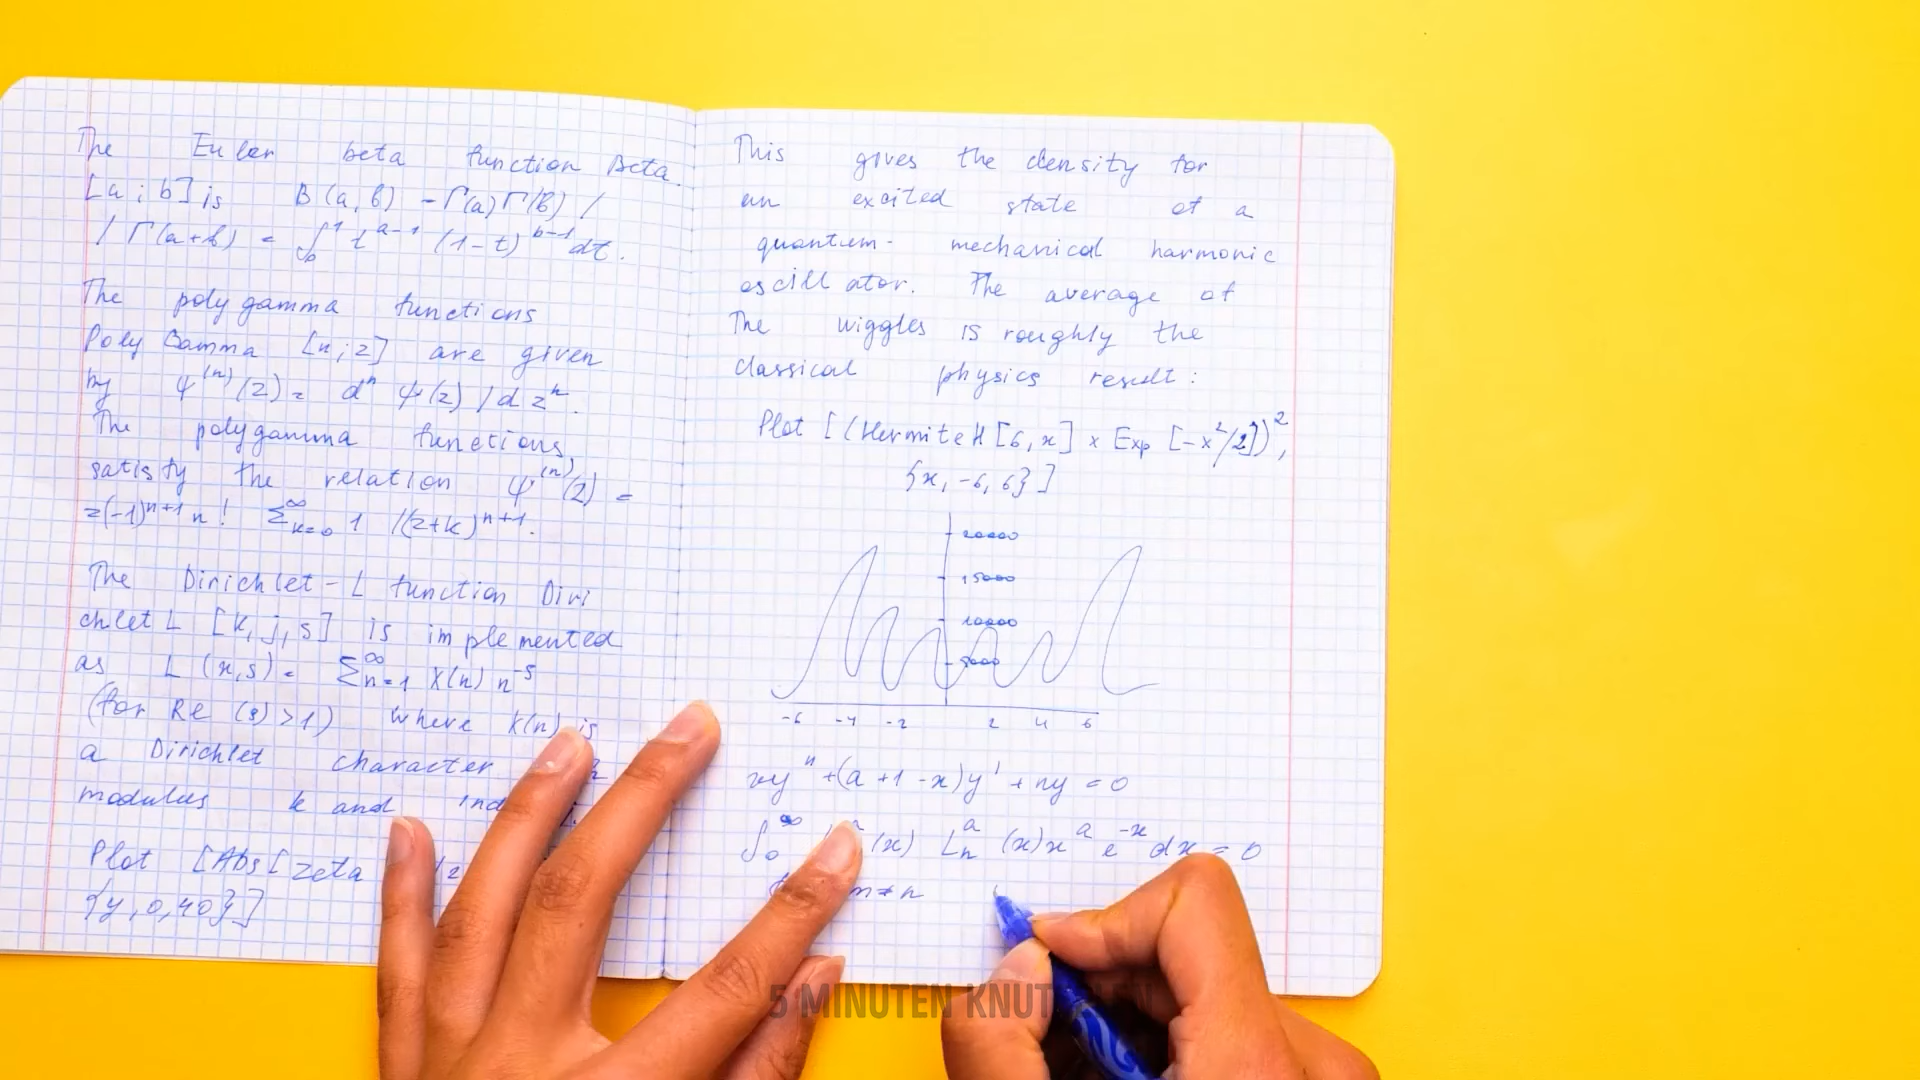 The Euler beta function Beta
[a; b] is B(a, b) - Γ(a) Γ(b) /
/ Γ(a+b) = ∫₀¹ t^a-1 (1-t)^b-1 dt.
The polygamma functions
Poly Gamma [n; z] are given
by ψ^(n)(z) = d^n ψ(z) / d z^n.
The polygamma functions
satisfy the relation ψ^(n)(z) =
=(-1)^n+1 n! Σ^∞_k=0 1 /(z+k)^n+1.
The Dirichlet-L function Diri
chlet L [k, j, s] is implemented
as L(x,s) = Σ^∞_n=1 X(n) n^-s
(for Re (s) > 1) where X(n) is
a Dirichlet character
modulus k and
Plot [Abs [Zeta
{y, 0, 40}]
This gives the density for
an excited state of a
quantum- mechanical harmonic
oscillator. The average of
The wiggles is roughly the
classical physics result:
Plot [(HermiteH [6, x] × Exp [-x²/2])²,
{x, -6, 6}]
20000
15000
10000
5000
-6 -4 -2 2 4 6
xy" + (a+1-x)y' + ny = 0
∫₀^∞ (x) L_n^a (x) x^a e^-x dx = 0
m≠n
5 MINUTEN KNUT